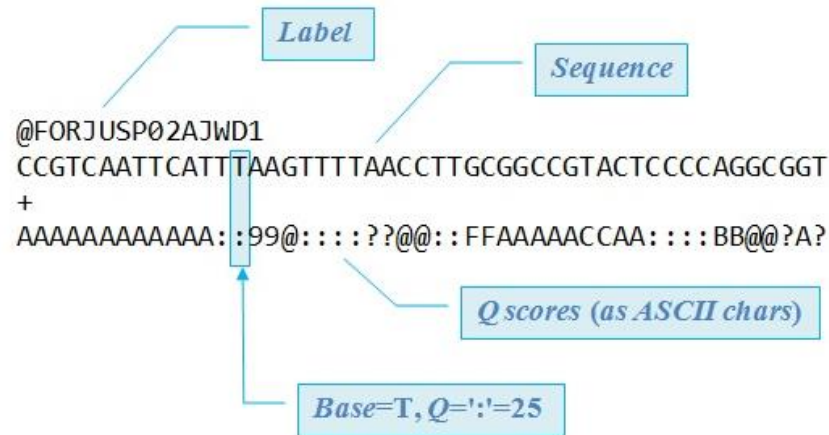 Label
Sequence
@FORJUSP02AJWD1
CCGTCAATTCATTTAAGTTTTAACCTTGCGGCCGTACTCCCCAGGCGGT
+
AAAAAAAAAAAA::99@::::??@@::FFAAAAACCAA::::BB@@?A?
Q scores (as ASCII chars)
Base=T, Q=':'=25